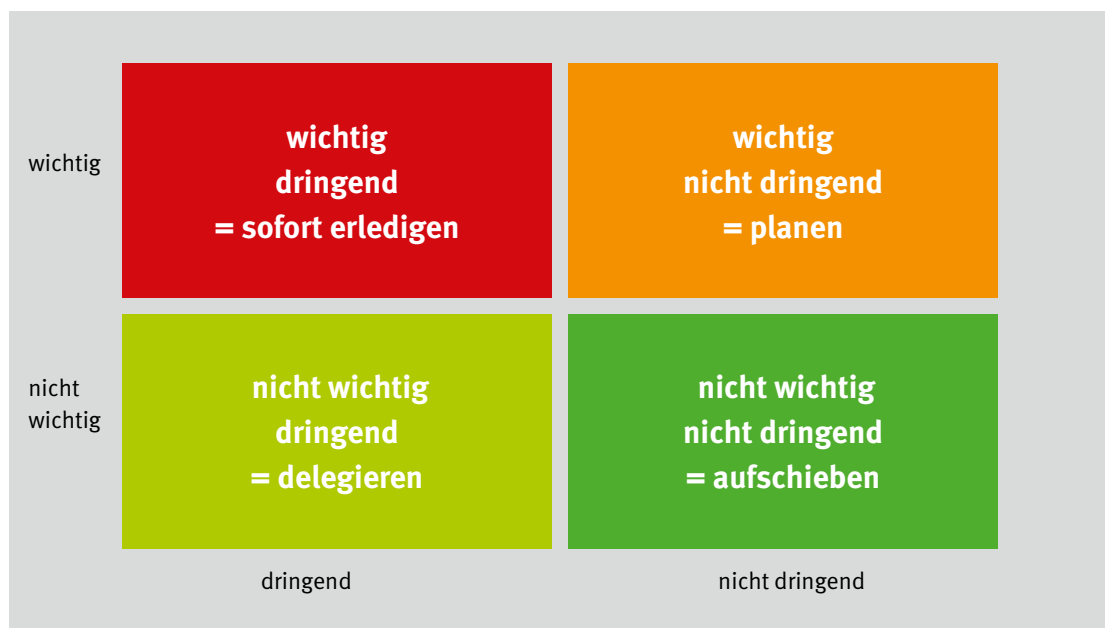 wichtig
wichtig
dringend
= sofort erledigen
wichtig
nicht dringend
= planen
nicht
wichtig
nicht wichtig
dringend
= delegieren
nicht wichtig
nicht dringend
= aufschieben
dringend
nicht dringend